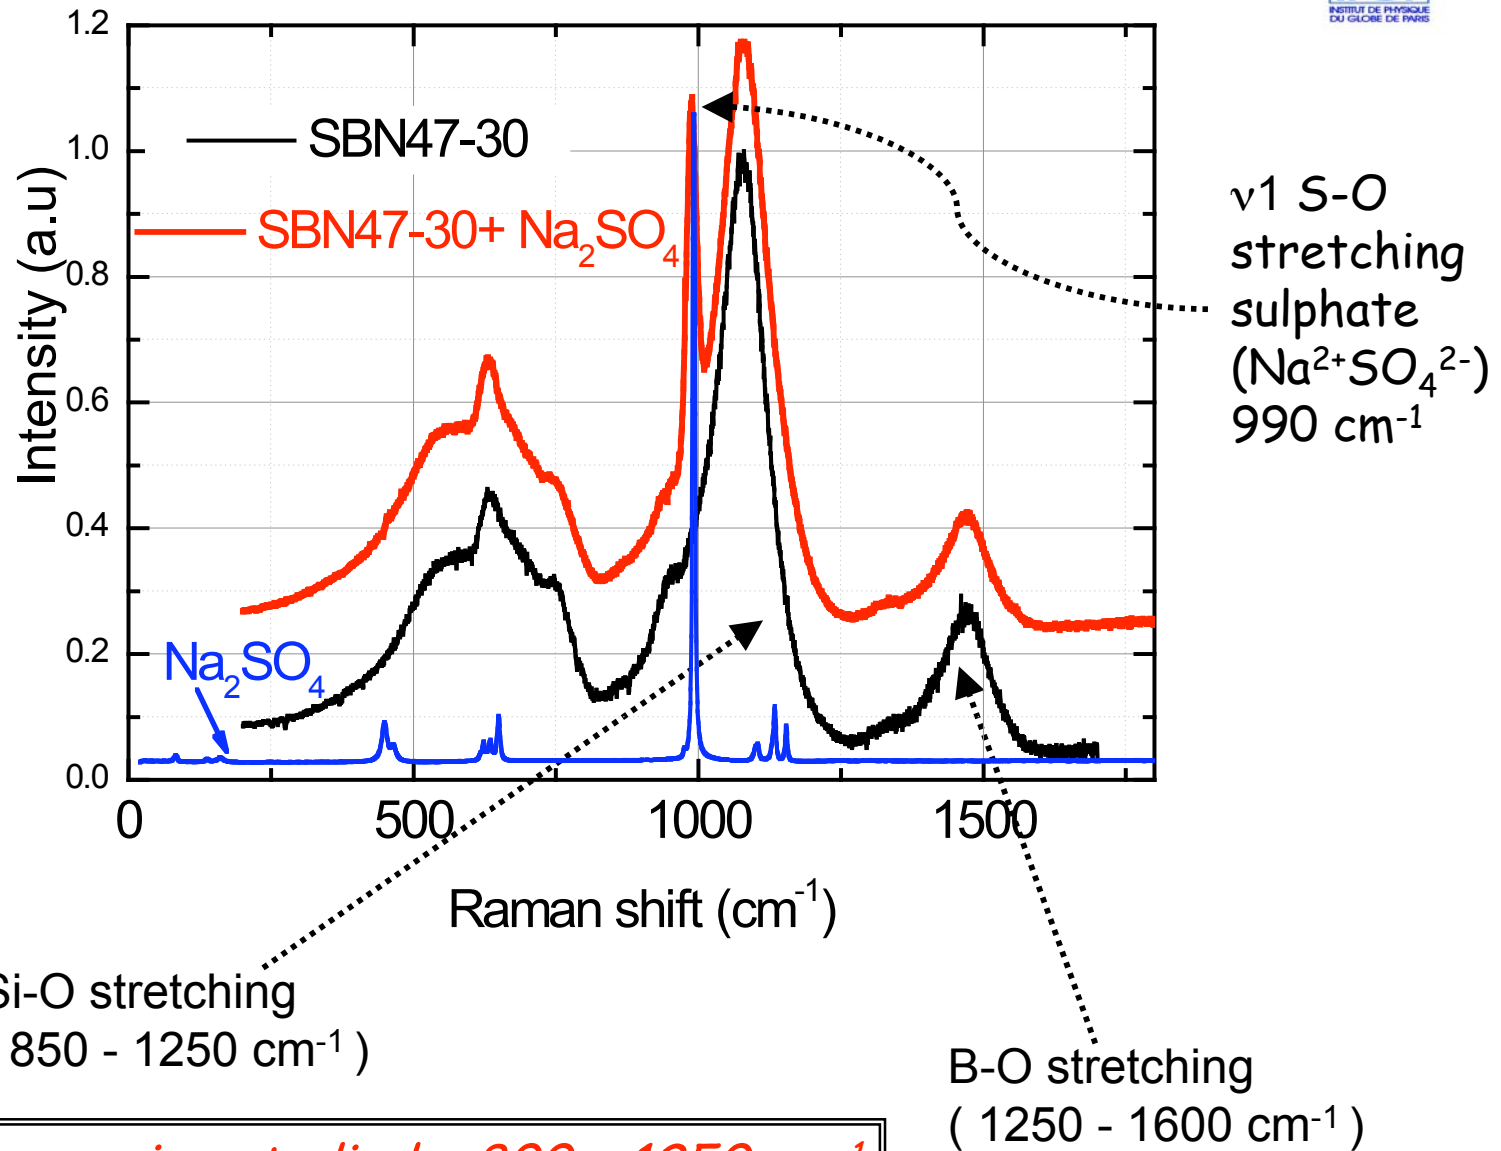 INSTITUT DE PHYSIQUE
DU GLOBE DE PARIS
1.2
1.0
0.8
0.6
0.4
0.2
0.0
Intensity (a.u)
SBN47-30
SBN47-30+ Na₂SO₄
Na₂SO₄
0 500 1000 1500
Raman shift (cm⁻¹)
ν1 S-O
stretching
sulphate
(Na²⁺SO₄²⁻)
990 cm⁻¹
Si-O stretching
850 - 1250 cm⁻¹ )
B-O stretching
( 1250 - 1600 cm⁻¹ )